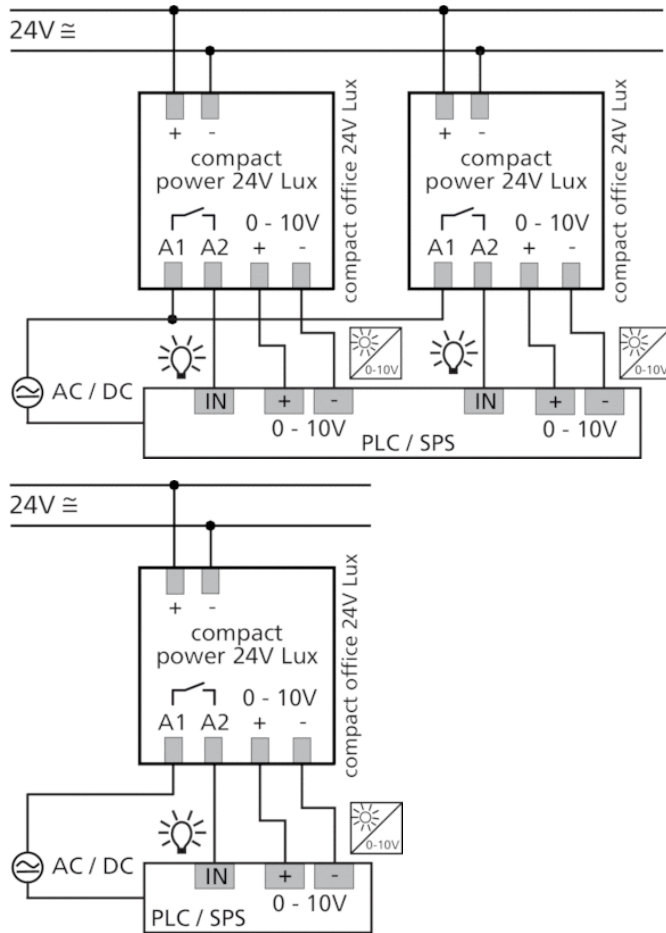 24V ≅
+ -
compact
power 24V Lux
0 - 10V
A1 A2 + -
compact office 24V Lux
+ -
compact
power 24V Lux
0 - 10V
A1 A2 + -
compact office 24V Lux
0-10V
0-10V
AC / DC
IN + - IN + -
0 - 10V 0 - 10V
PLC / SPS
24V ≅
+ -
compact
power 24V Lux
0 - 10V
A1 A2 + -
compact office 24V Lux
0-10V
AC / DC
IN + -
0 - 10V
PLC / SPS